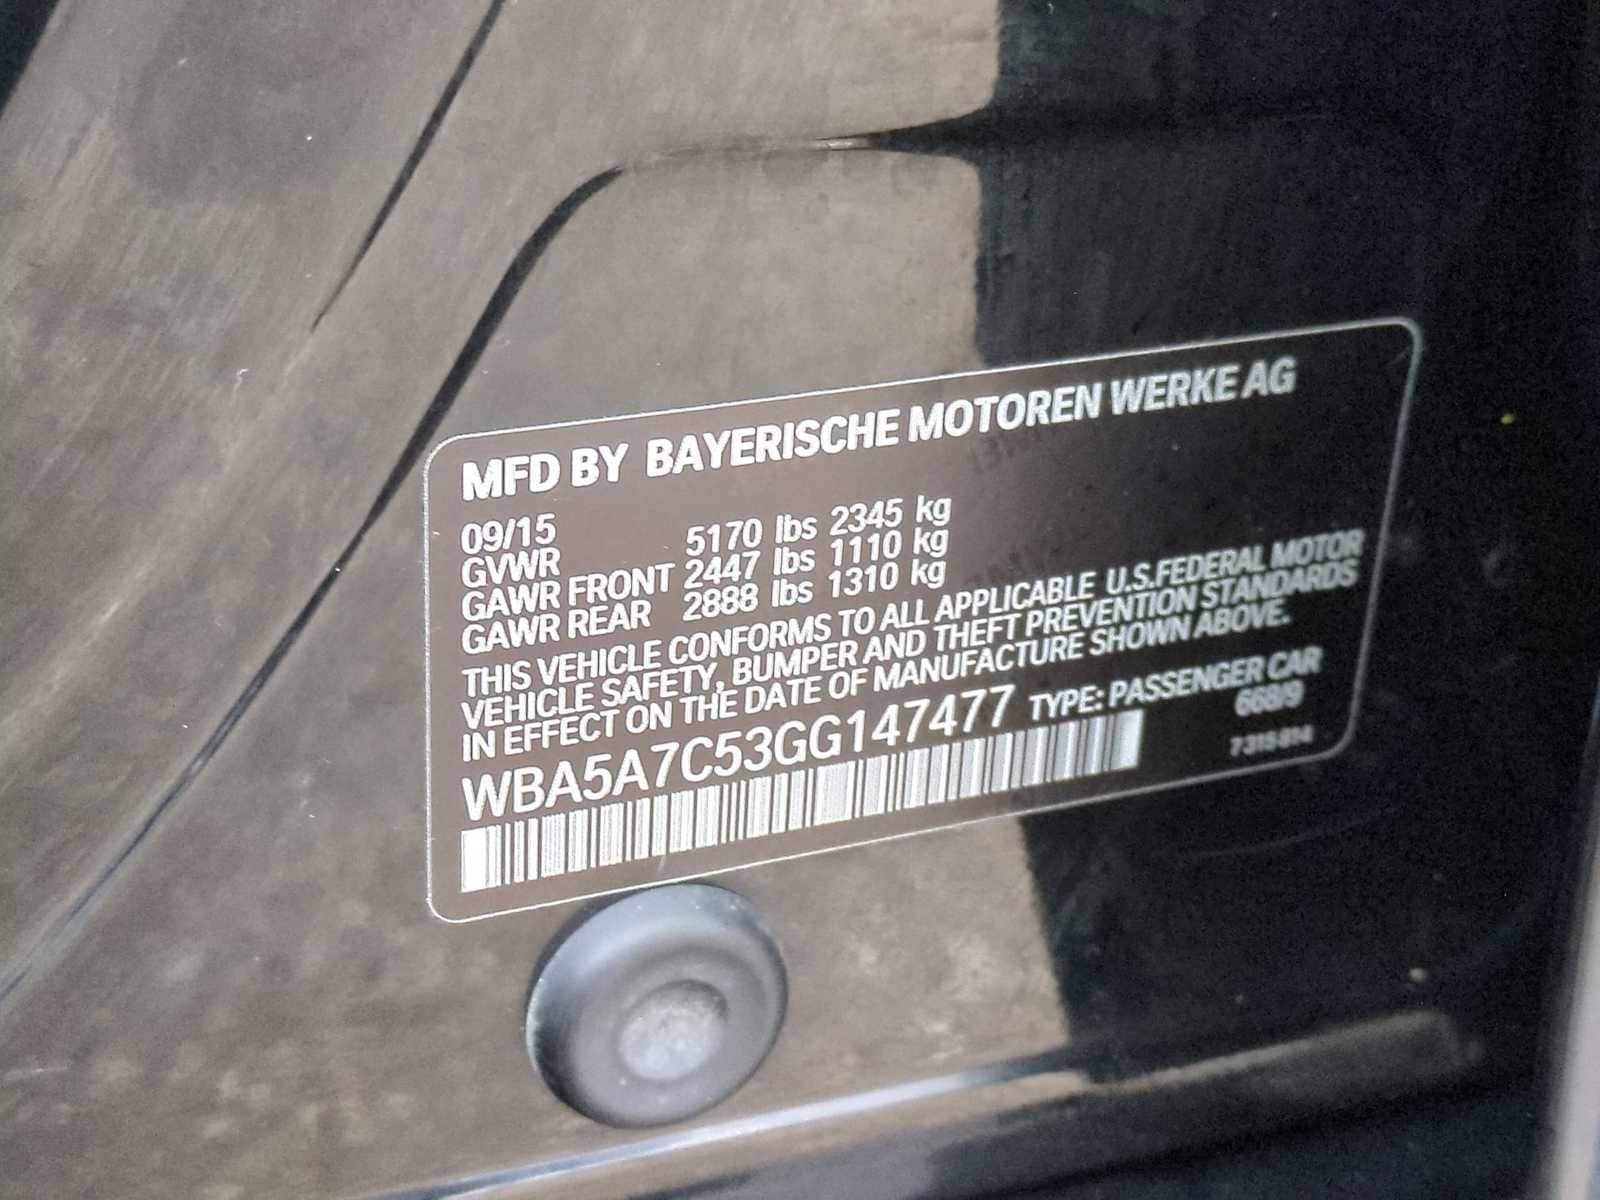 MFD BY BAYERISCHE MOTOREN WERKE AG
09/15
GVWR 5170 lbs 2345 kg
GAWR FRONT 2447 lbs 1110 kg
GAWR REAR 2888 lbs 1310 kg
THIS VEHICLE CONFORMS TO ALL APPLICABLE U.S.FEDERAL MOTOR
VEHICLE SAFETY, BUMPER AND THEFT PREVENTION STANDARDS
IN EFFECT ON THE DATE OF MANUFACTURE SHOWN ABOVE.
WBA5A7C53GG147477 TYPE: PASSENGER CAR
668/9